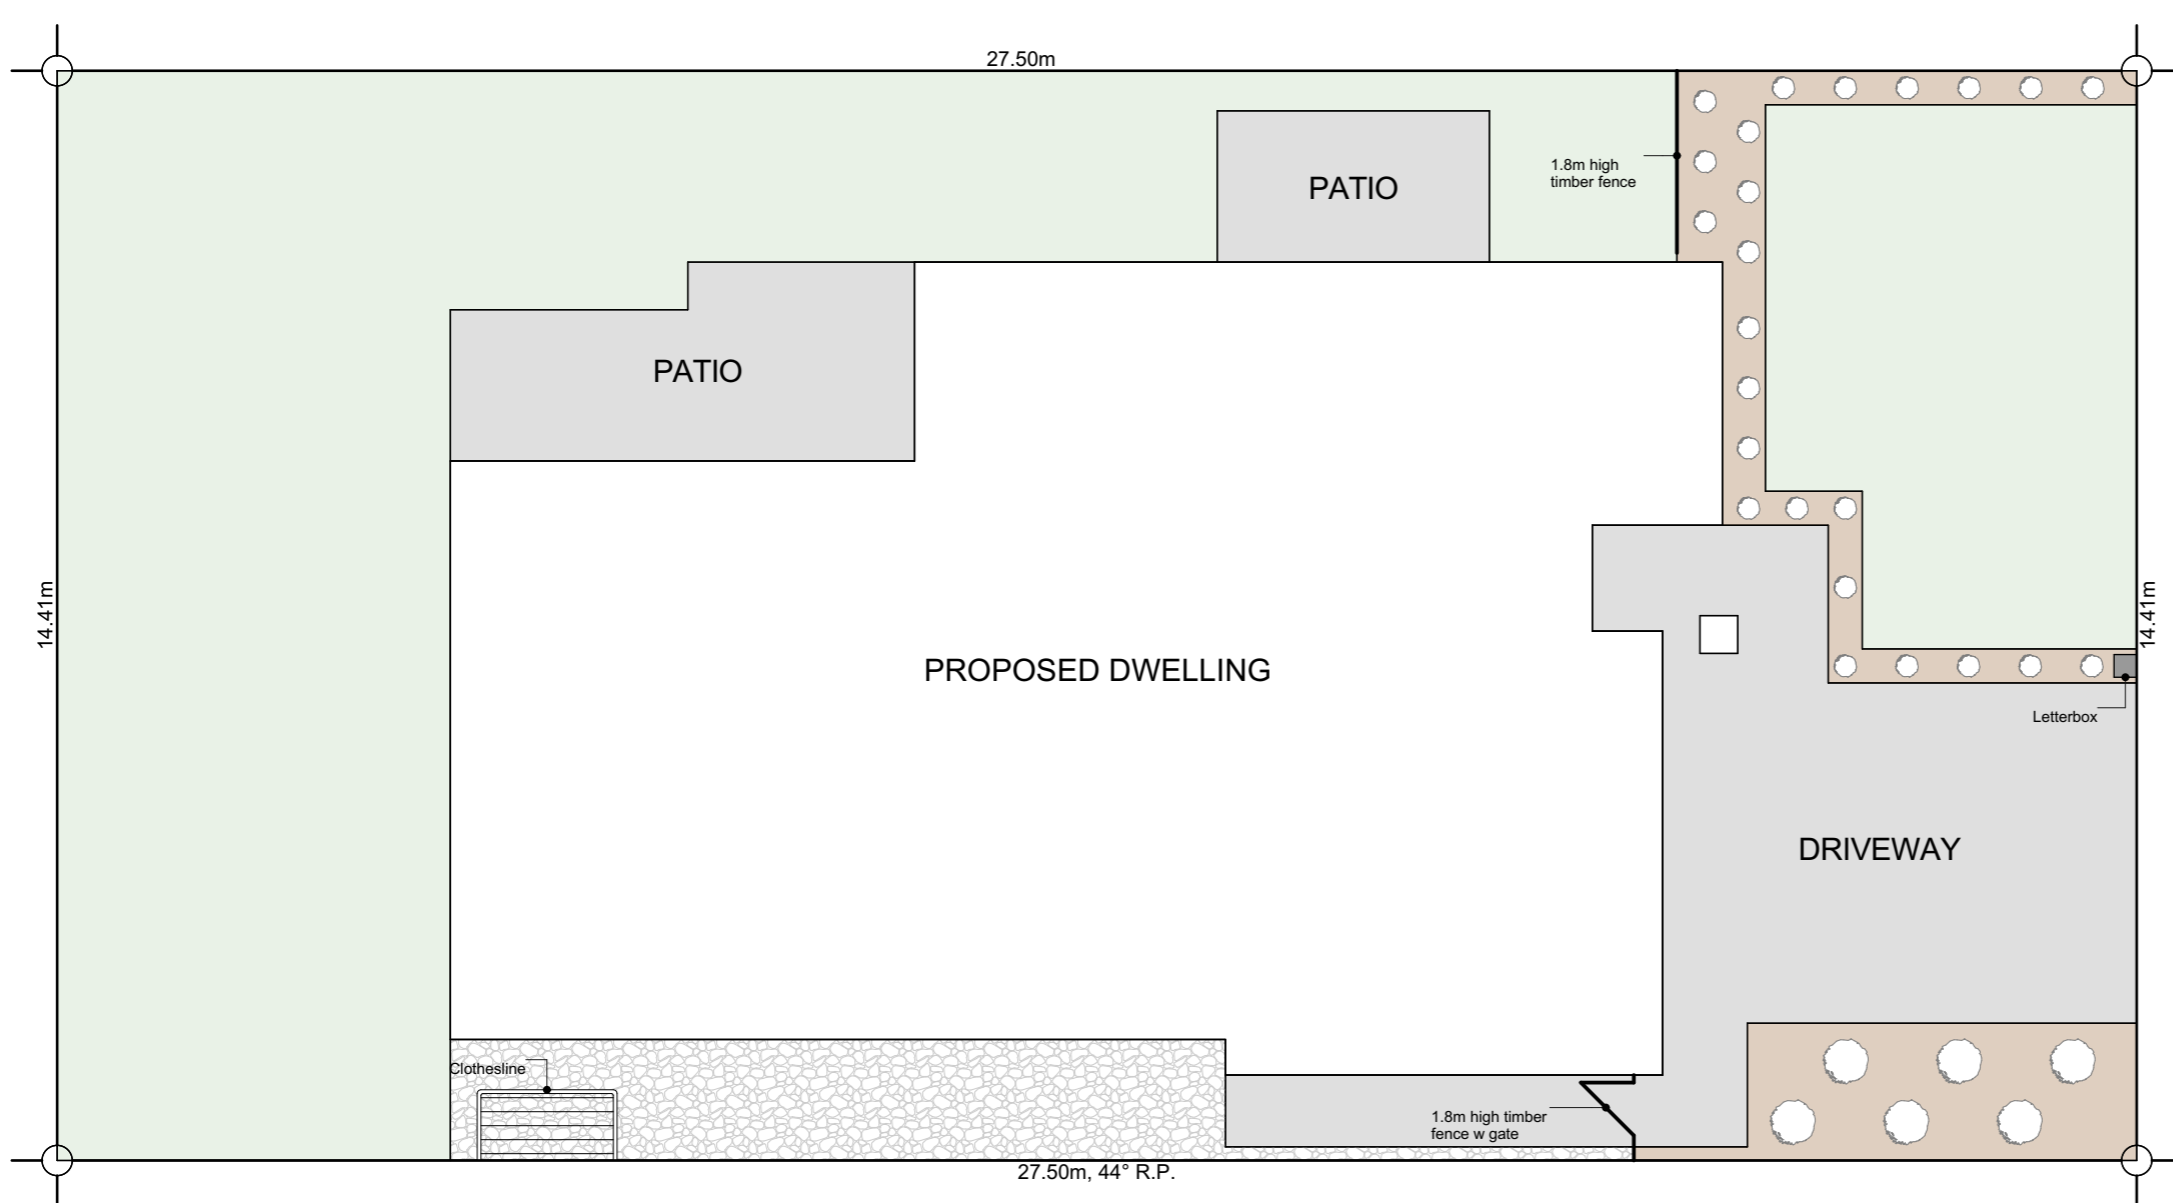 27.50m
1.8m high
timber fence
PATIO
PATIO
14.41m
14.41m
PROPOSED DWELLING
Letterbox
DRIVEWAY
Clothesline
1.8m high timber
fence w gate
27.50m, 44° R.P.